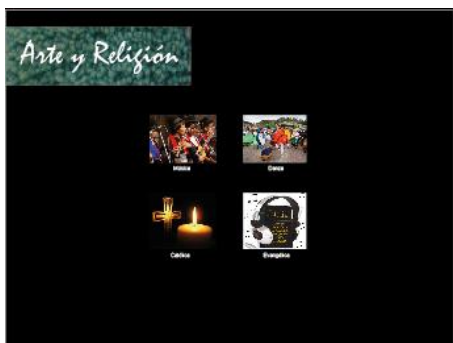 Arte y Religión
Música
Danza
Católica
Evangélica